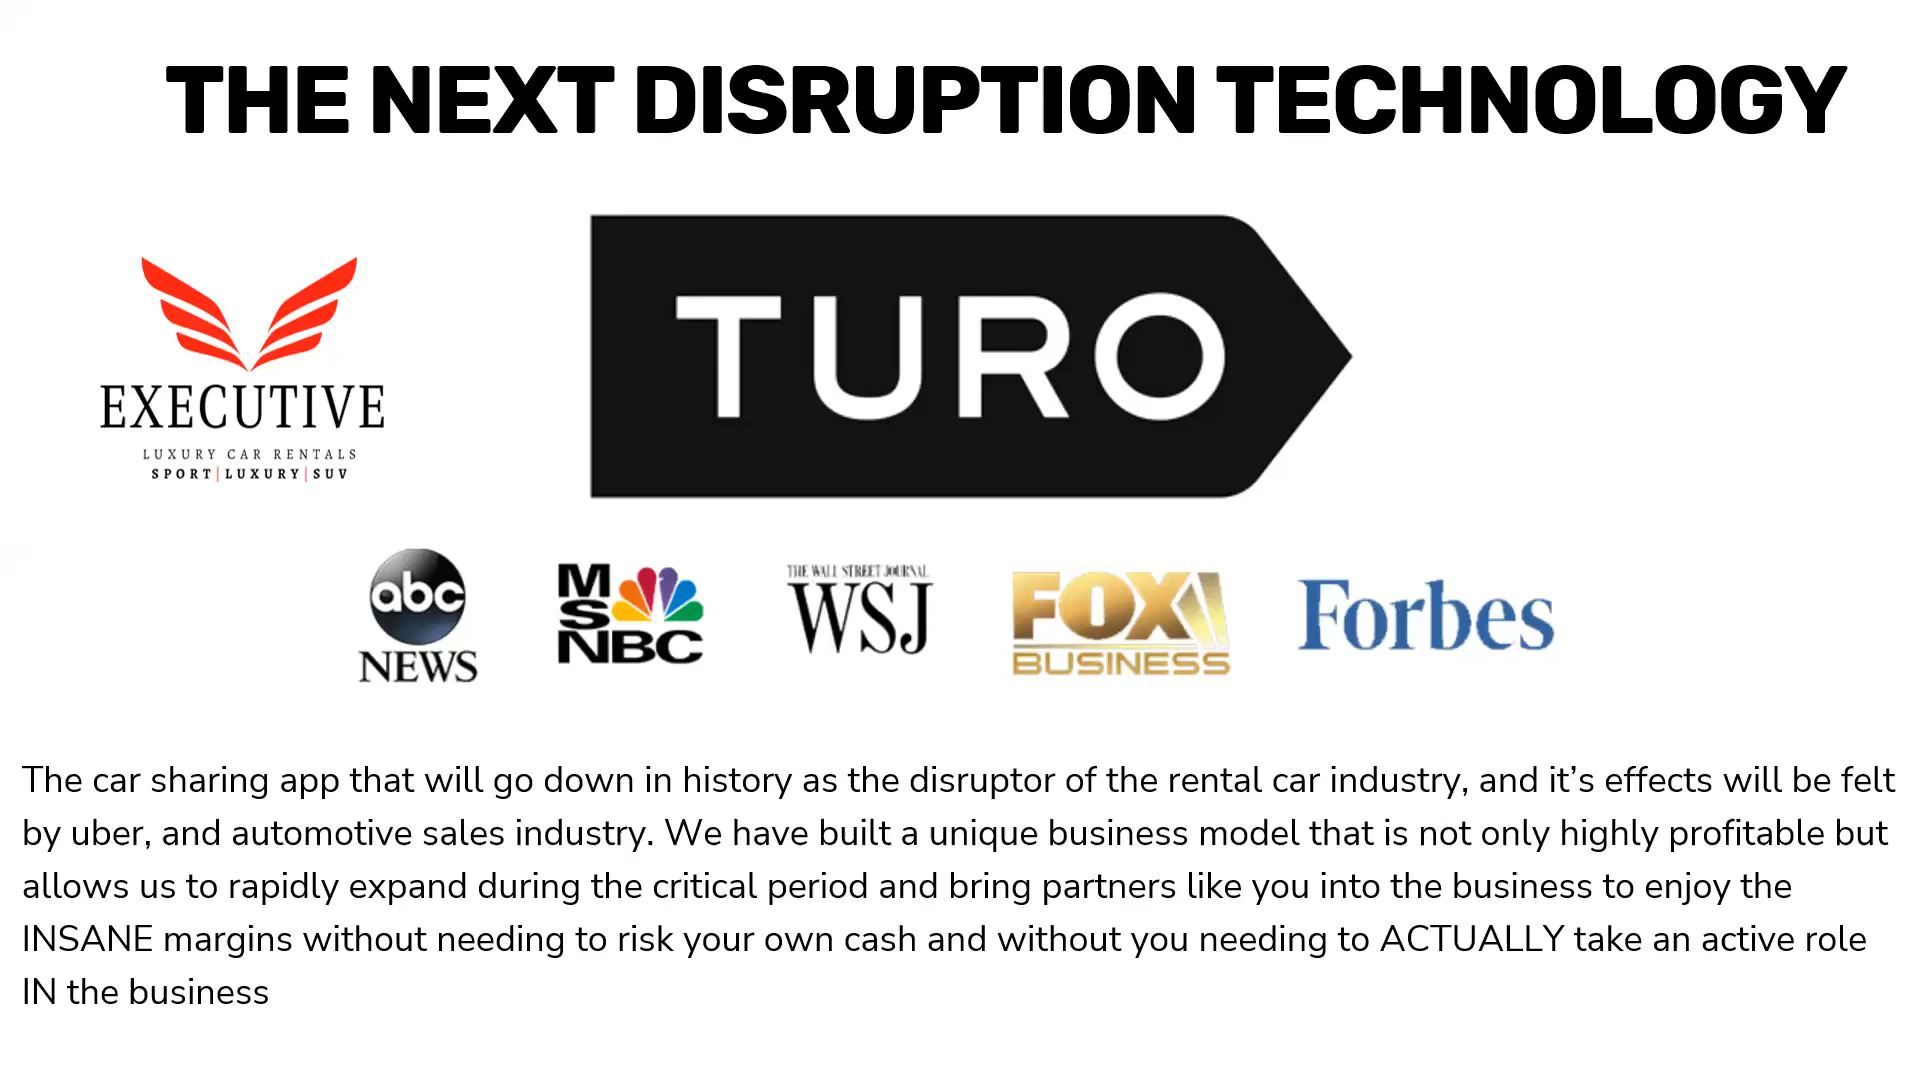 THE NEXT DISRUPTION TECHNOLOGY
TURO
EXECUTIVE
LUXURY CAR RENTALS
SPORT|LUXURY|SUV
abc
NEWS
M
S
NBC
THE WALL STREET JOURNAL
WSJ
FOX
BUSINESS
Forbes
The car sharing app that will go down in history as the disruptor of the rental car industry, and it’s effects will be felt
by uber, and automotive sales industry. We have built a unique business model that is not only highly profitable but
allows us to rapidly expand during the critical period and bring partners like you into the business to enjoy the
INSANE margins without needing to risk your own cash and without you needing to ACTUALLY take an active role
IN the business